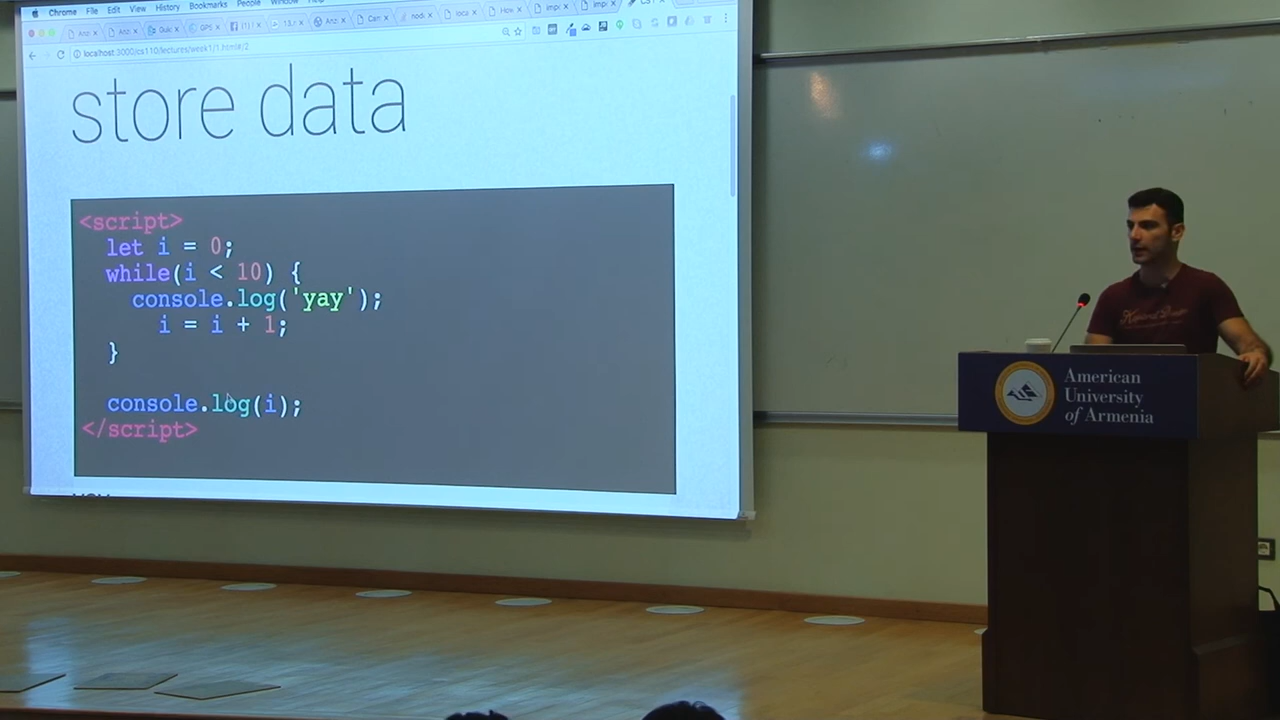 Chrome File Edit View History Bookmarks People Window
localhost:3000/cs110/lectures/week1/1.html#/2
store data
<script>
let i = 0;
while(i < 10) {
console.log('yay');
i = i + 1;
}
console.log(i);
</script>
American
University
of Armenia